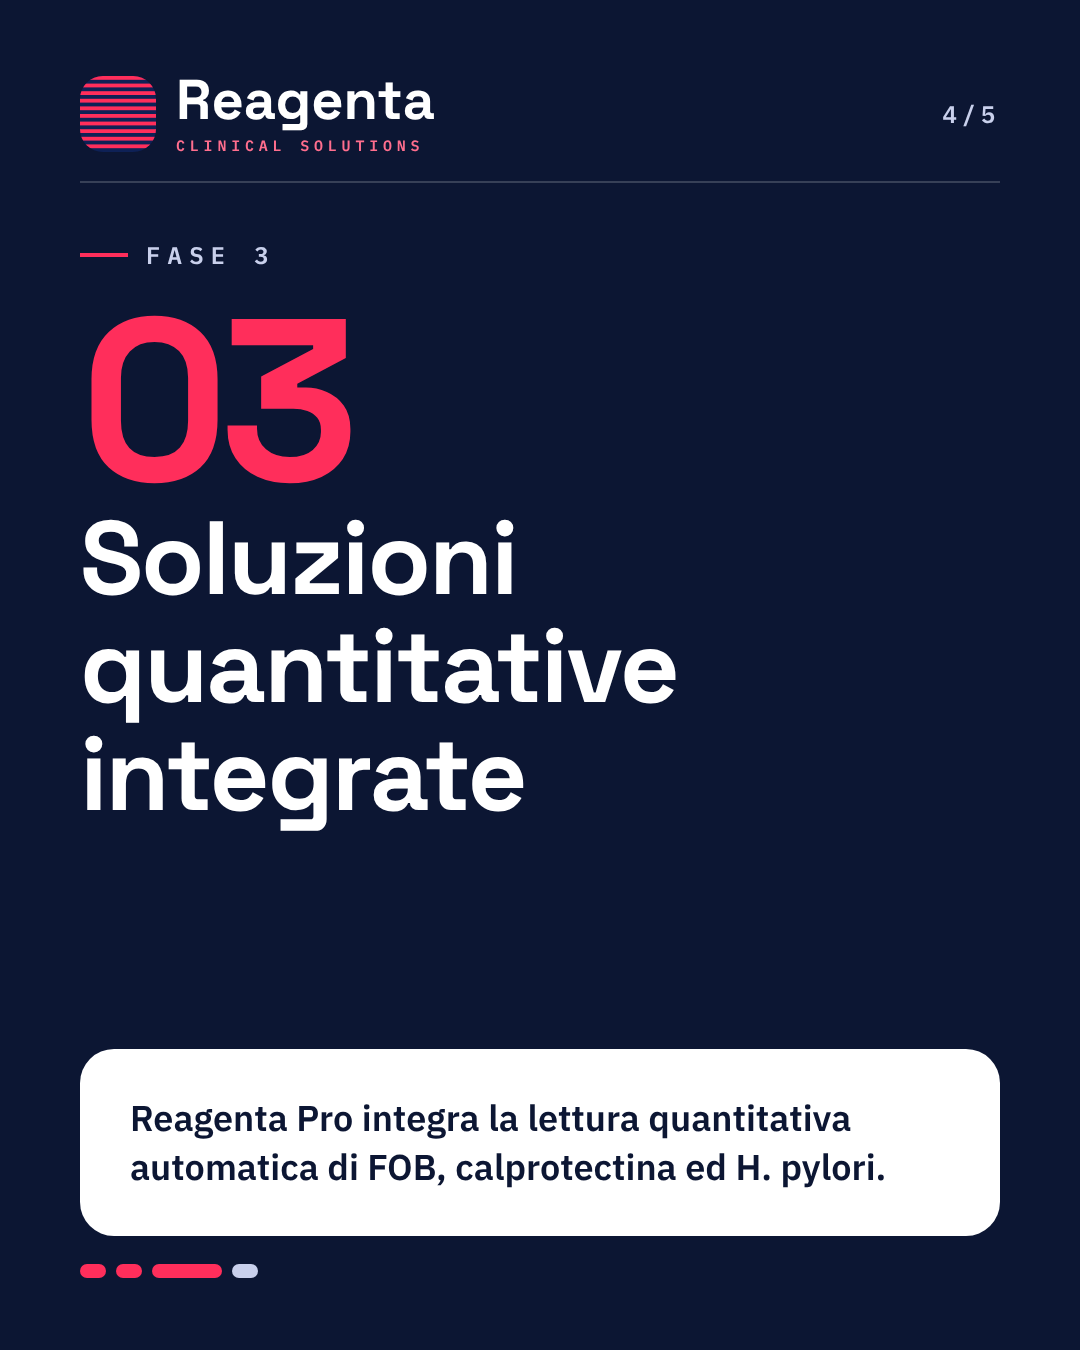 Reagenta
CLINICAL SOLUTIONS
4/5
FASE 3
03
Soluzioni
quantitative
integrate
Reagenta Pro integra la lettura quantitativa
automatica di FOB, calprotectina ed H. pylori.